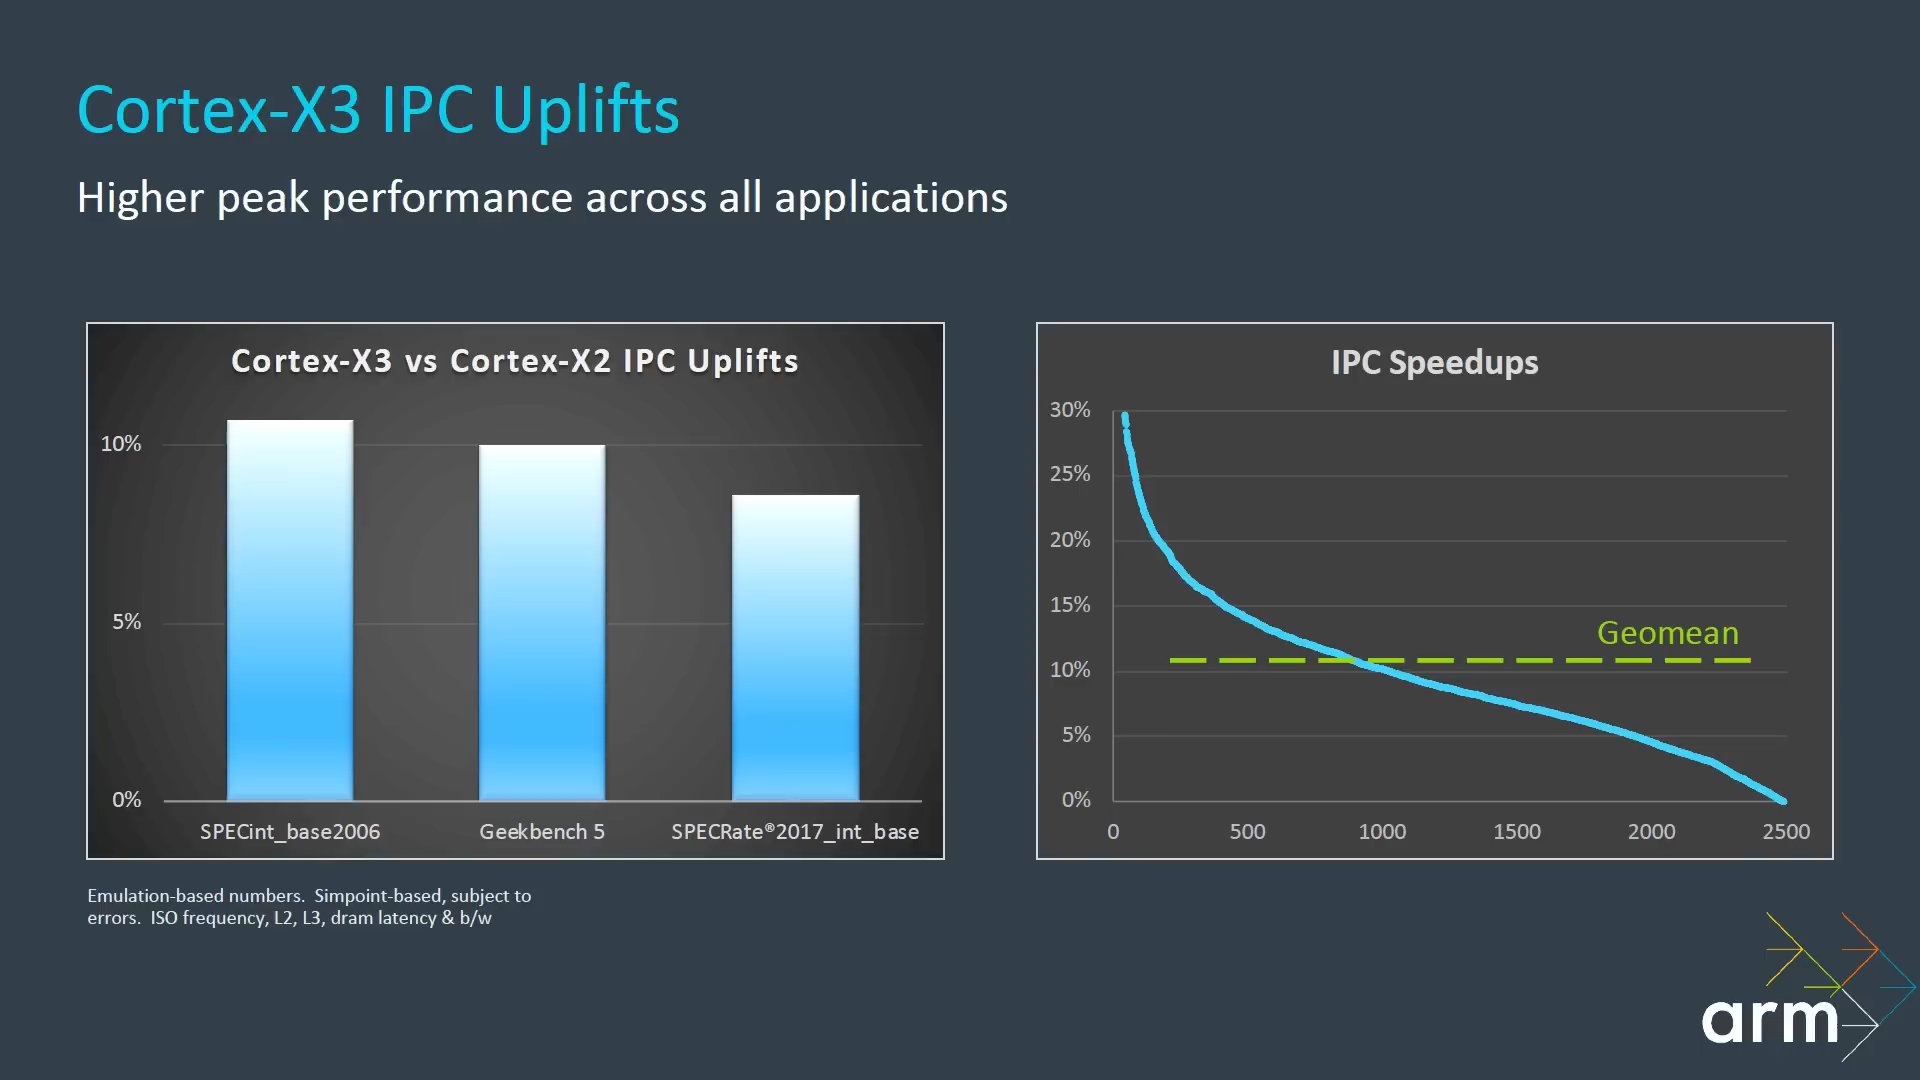 Cortex-X3 IPC Uplifts
Higher peak performance across all applications
Cortex-X3 vs Cortex-X2 IPC Uplifts
10%
5%
0%
SPECint_base2006
Geekbench 5
SPECRate®2017_int_base
IPC Speedups
30%
25%
20%
15%
10%
5%
0%
Geomean
0
500
1000
1500
2000
2500
Emulation-based numbers. Simpoint-based, subject to
errors. ISO frequency, L2, L3, dram latency & b/w
arm